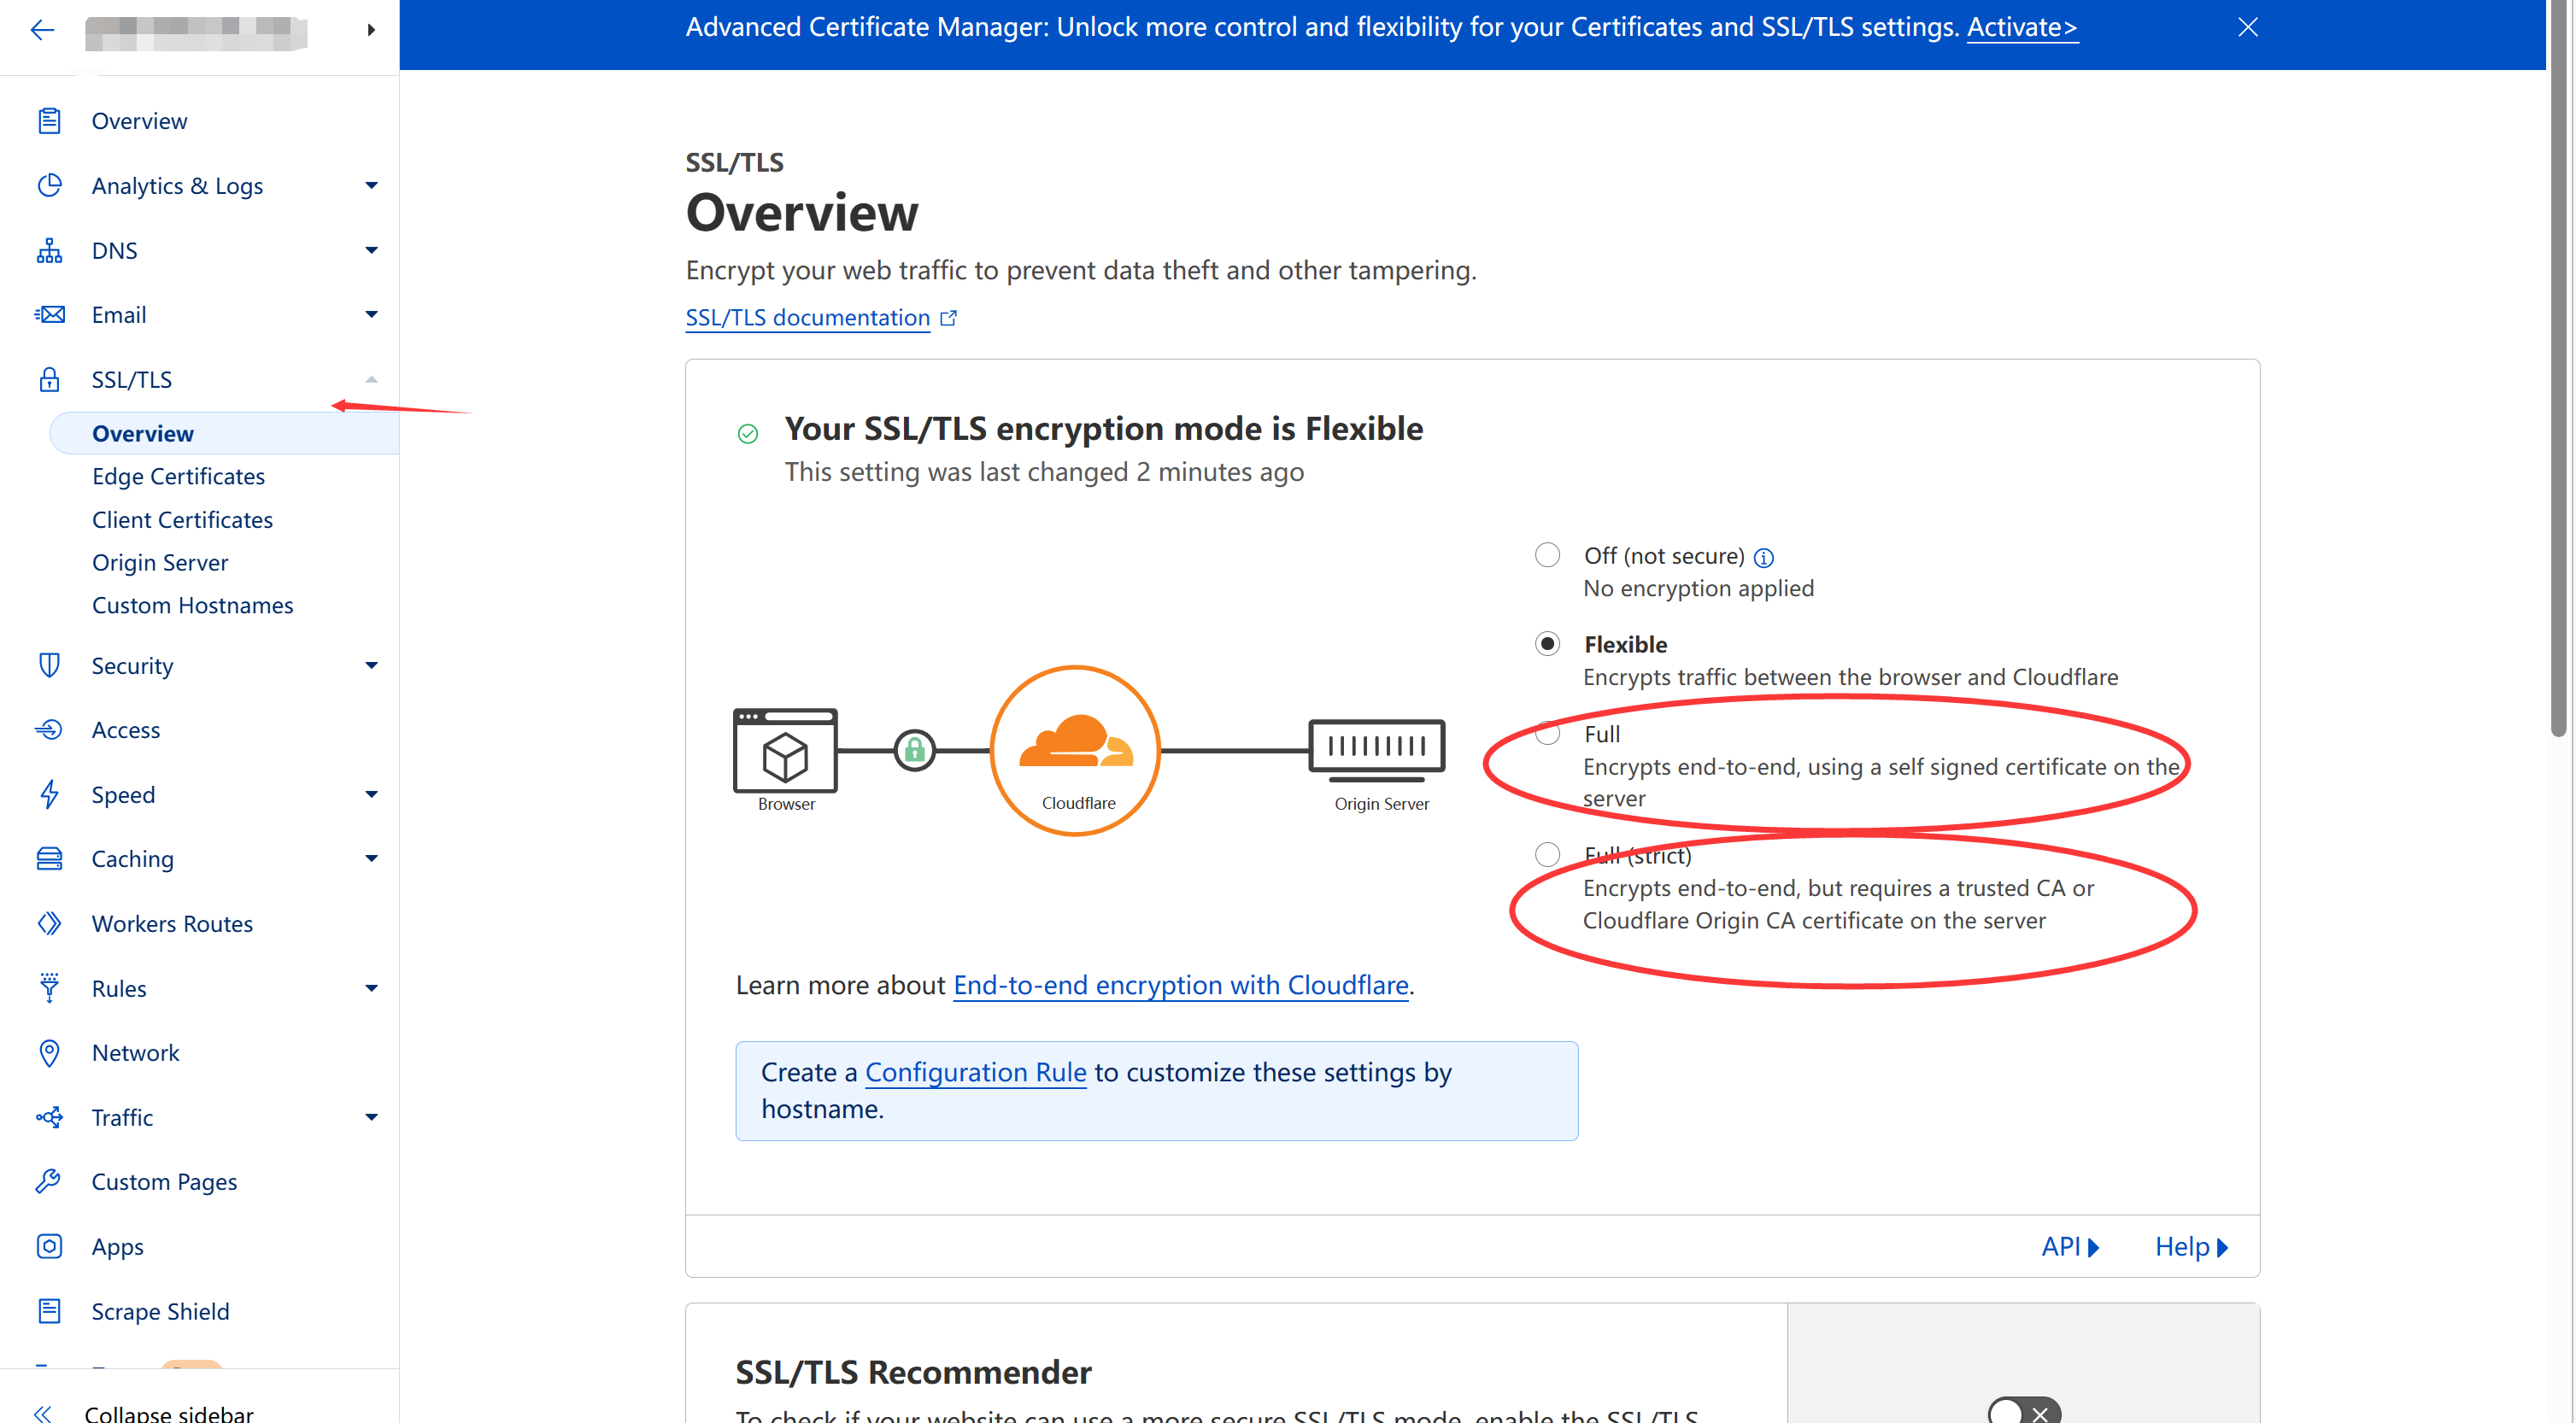 Advanced Certificate Manager: Unlock more control and flexibility for your Certificates and SSL/TLS settings. Activate>
Overview
Analytics & Logs
DNS
Email
SSL/TLS
Overview
Edge Certificates
Client Certificates
Origin Server
Custom Hostnames
Security
Access
Speed
Caching
Workers Routes
Rules
Network
Traffic
Custom Pages
Apps
Scrape Shield
Collapse sidebar
SSL/TLS
Overview
Encrypt your web traffic to prevent data theft and other tampering.
SSL/TLS documentation
Your SSL/TLS encryption mode is Flexible
This setting was last changed 2 minutes ago
Browser
Cloudflare
Origin Server
Off (not secure)
No encryption applied
Flexible
Encrypts traffic between the browser and Cloudflare
Full
Encrypts end-to-end, using a self signed certificate on the
server
Full (strict)
Encrypts end-to-end, but requires a trusted CA or
Cloudflare Origin CA certificate on the server
Learn more about End-to-end encryption with Cloudflare.
Create a Configuration Rule to customize these settings by
hostname.
API
Help
SSL/TLS Recommender
To check if your website can use a more secure SSL/TLS mode, enable the SSL/TLS